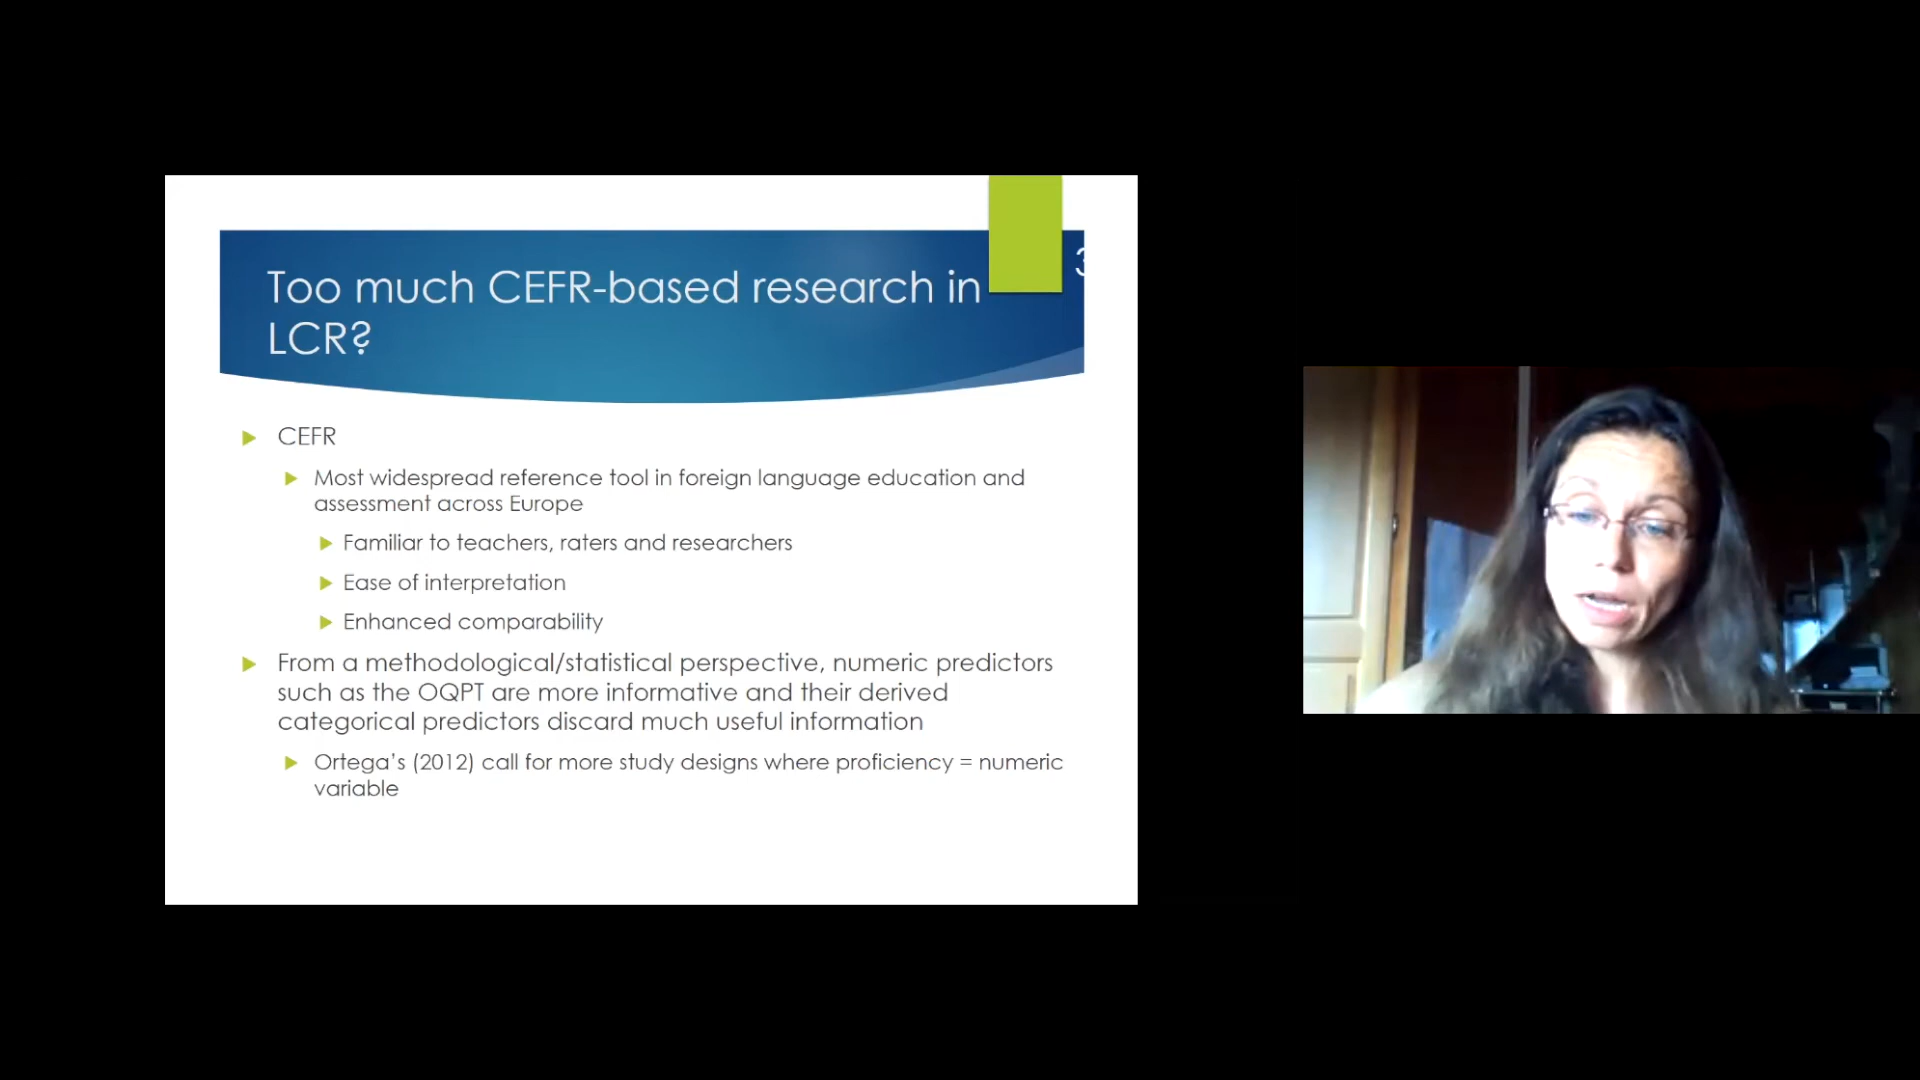 Too much CEFR-based research in
LCR?
CEFR
Most widespread reference tool in foreign language education and
assessment across Europe
Familiar to teachers, raters and researchers
Ease of interpretation
Enhanced comparability
From a methodological/statistical perspective, numeric predictors
such as the OQPT are more informative and their derived
categorical predictors discard much useful information
Ortega's (2012) call for more study designs where proficiency = numeric
variable